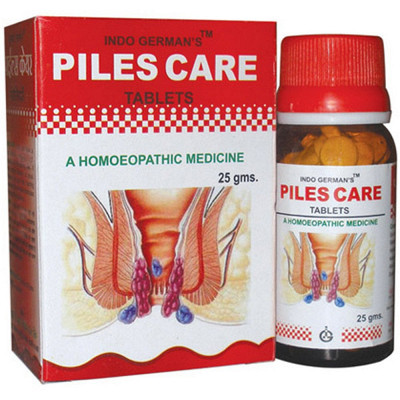 INDO GERMAN'S™
PILES CARE
TABLETS
A HOMOEOPATHIC MEDICINE
25 gms.
INDO GERMAN'S™
PILES CARE
TABLETS
A HOMOEOPATHIC MEDICINE
25 gms.